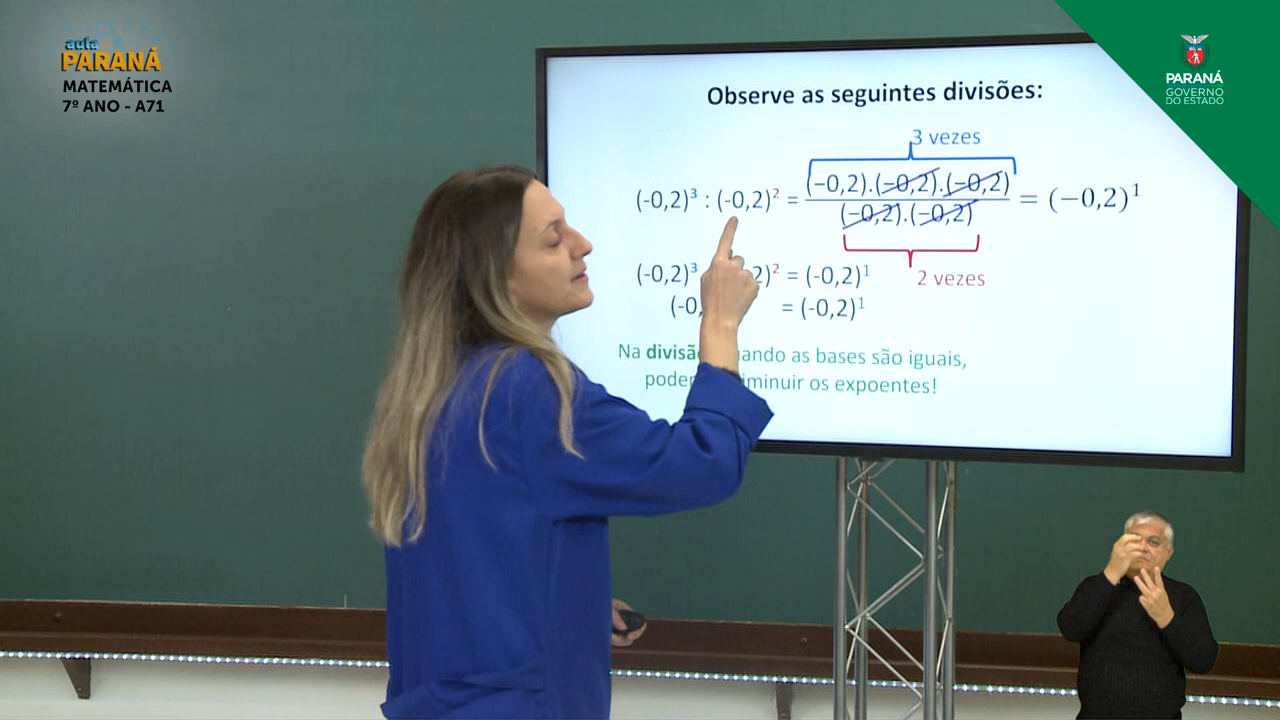 aula
PARANÁ
MATEMÁTICA
7º ANO - A71
PARANÁ
GOVERNO
DO ESTADO
Observe as seguintes divisões:
3 vezes
(-0,2)³ : (-0,2)² = (−0,2).(−0,2).(−0,2) / (−0,2).(−0,2) = (−0,2)¹
2 vezes
(-0,2)³ 2)² = (-0,2)¹
(-0, = (-0,2)¹
Na divisã ando as bases são iguais,
poder iminuir os expoentes!